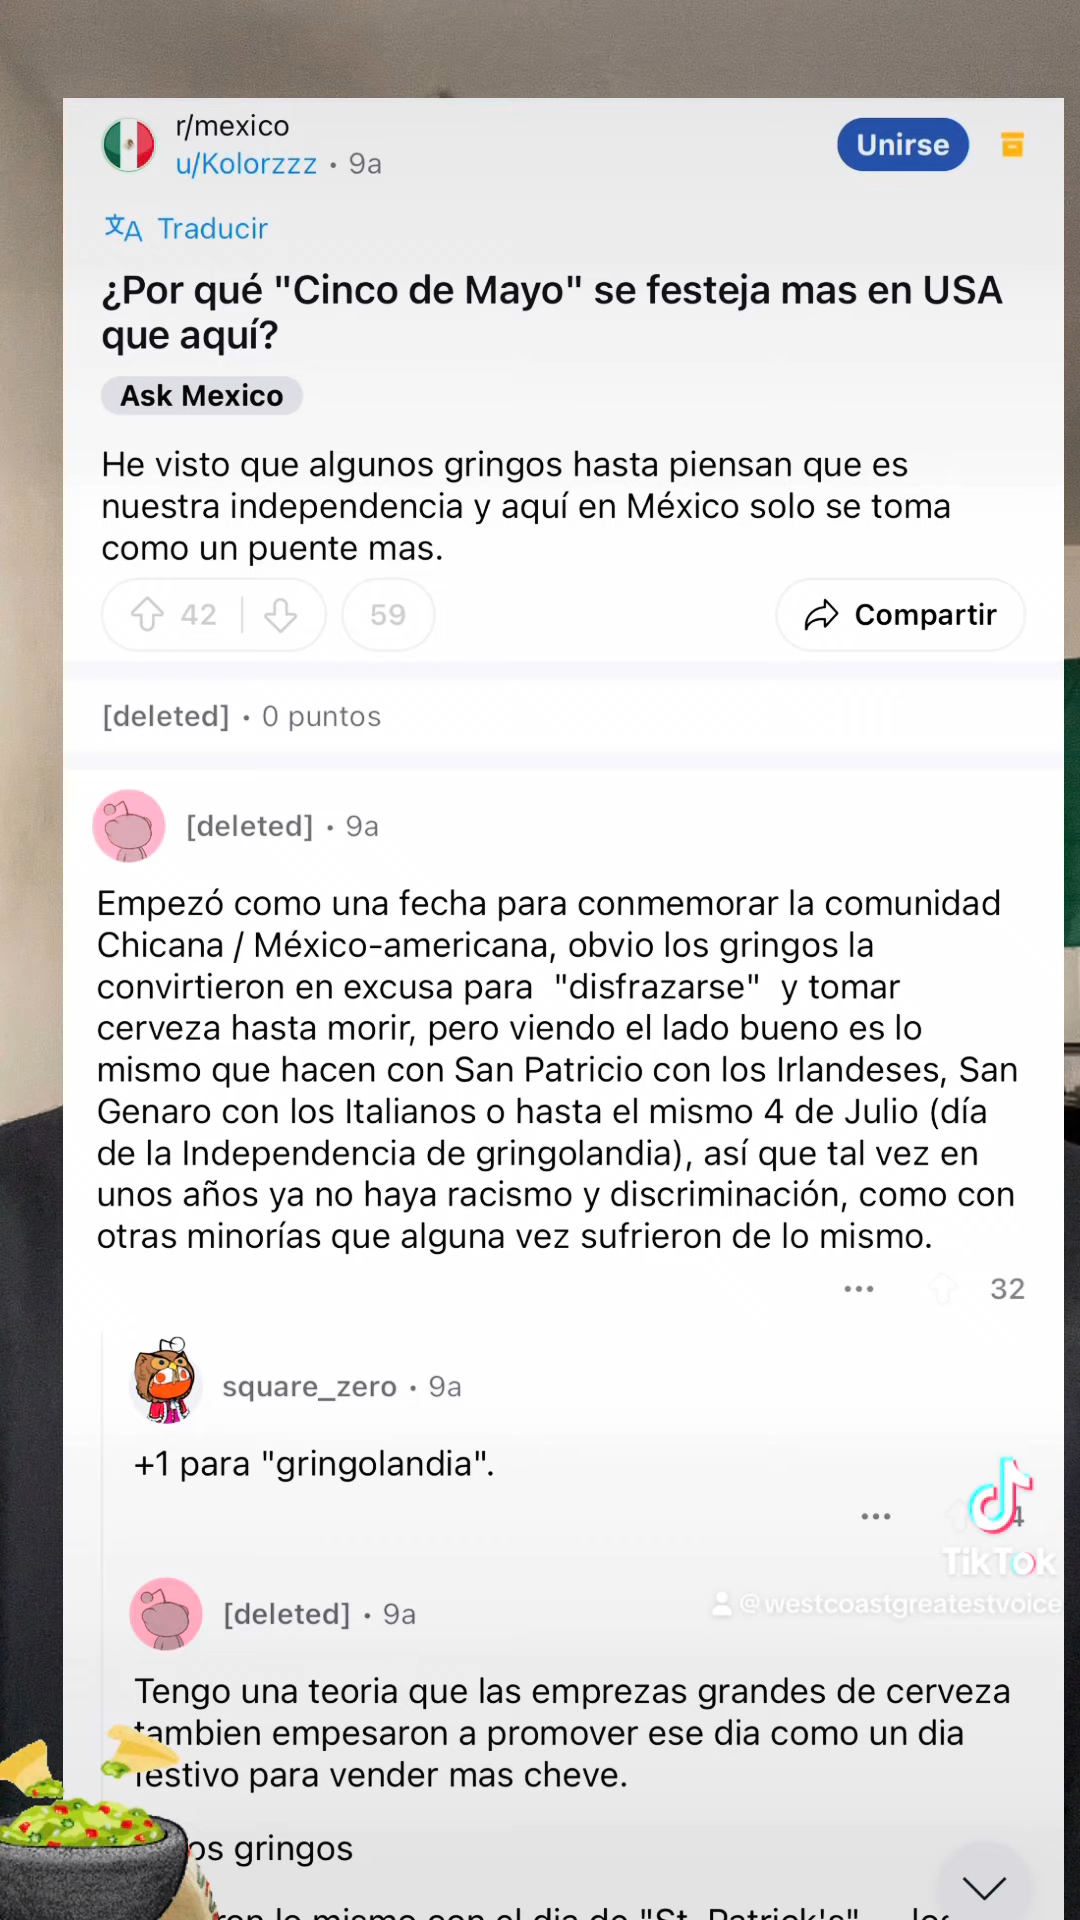 r/mexico
u/Kolorzzz • 9a
Unirse
Traducir
¿Por qué "Cinco de Mayo" se festeja mas en USA
que aquí?
Ask Mexico
He visto que algunos gringos hasta piensan que es
nuestra independencia y aquí en México solo se toma
como un puente mas.
42
59
Compartir
[deleted] • 0 puntos
[deleted] • 9a
Empezó como una fecha para conmemorar la comunidad
Chicana / México-americana, obvio los gringos la
convirtieron en excusa para "disfrazarse" y tomar
cerveza hasta morir, pero viendo el lado bueno es lo
mismo que hacen con San Patricio con los Irlandeses, San
Genaro con los Italianos o hasta el mismo 4 de Julio (día
de la Independencia de gringolandia), así que tal vez en
unos años ya no haya racismo y discriminación, como con
otras minorías que alguna vez sufrieron de lo mismo.
32
square_zero • 9a
+1 para "gringolandia".
TikTok
@westcoastgreatestvoice
[deleted] • 9a
Tengo una teoria que las emprezas grandes de cerveza
tambien empesaron a promover ese dia como un dia
festivo para vender mas cheve.
gringos
lo mismo con el dia de "St. Patrick's"